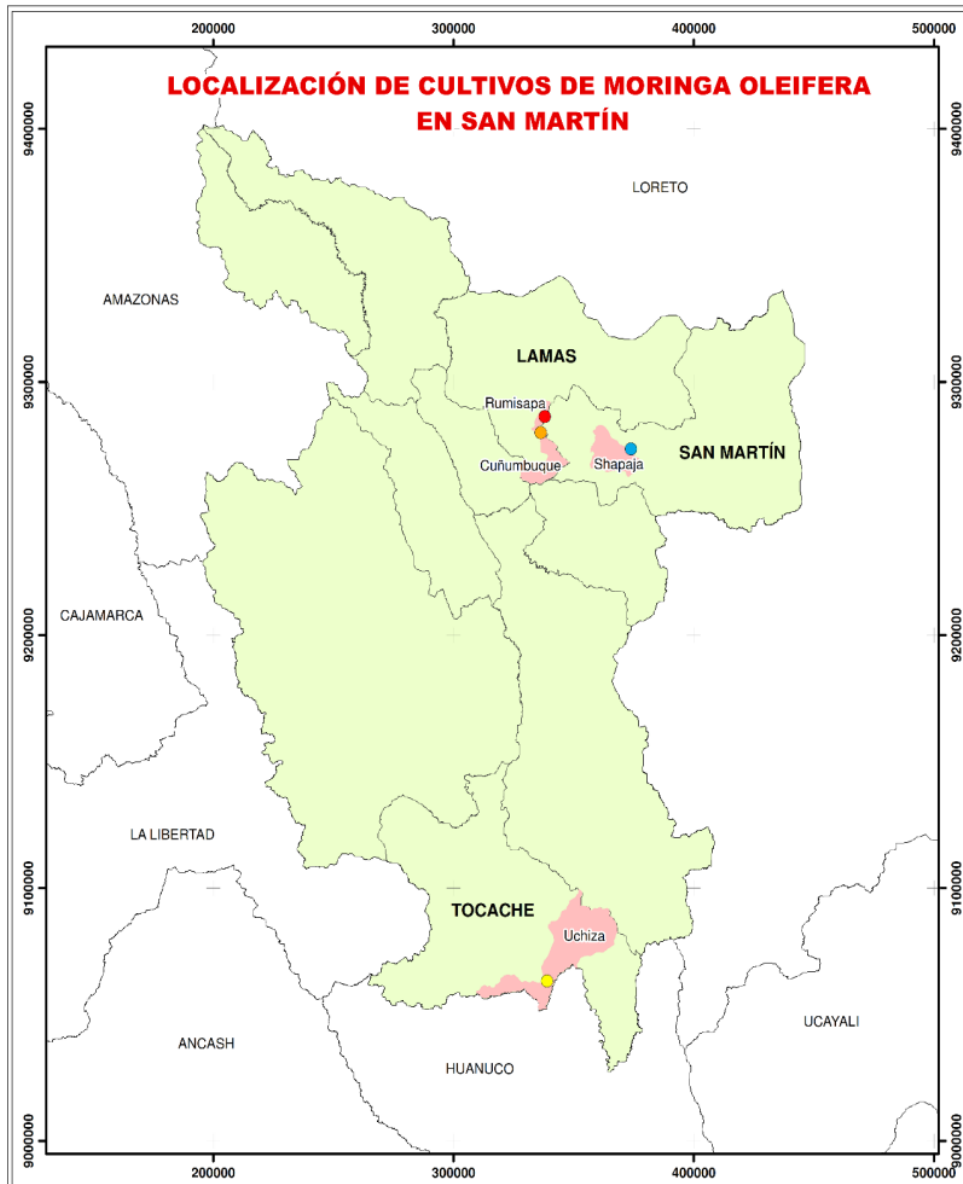 200000 300000 400000 500000
LOCALIZACIÓN DE CULTIVOS DE MORINGA OLEIFERA
EN SAN MARTÍN
9400000 9400000
LORETO
AMAZONAS
LAMAS
9300000 9300000
Rumisapa
SAN MARTÍN
Cuñumbuque Shapaja
CAJAMARCA
9200000 9200000
LA LIBERTAD
9100000 9100000
TOCACHE
Uchiza
UCAYALI
ANCASH
HUANUCO
9000000 9000000
200000 300000 400000 500000